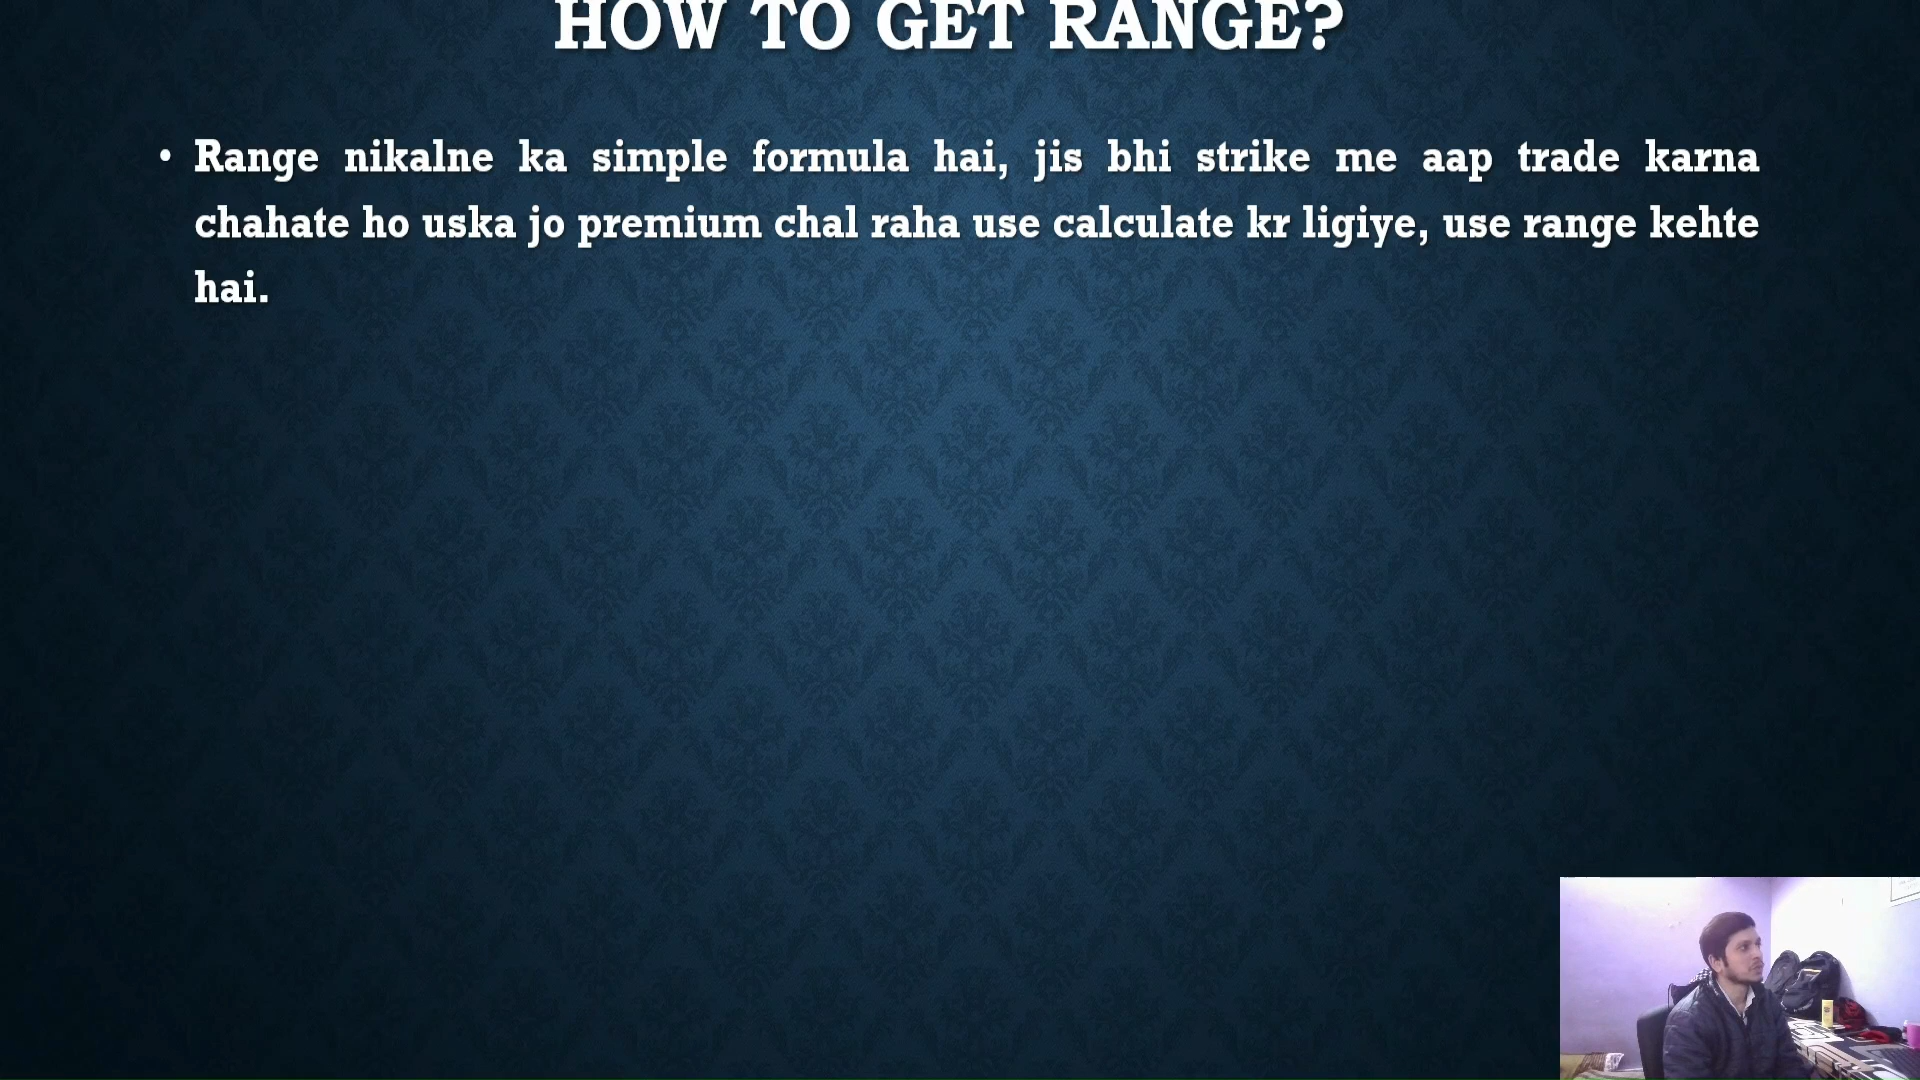 HOW TO GET RANGE?
• Range nikalne ka simple formula hai, jis bhi strike me aap trade karna
chahate ho uska jo premium chal raha use calculate kr ligiye, use range kehte
hai.